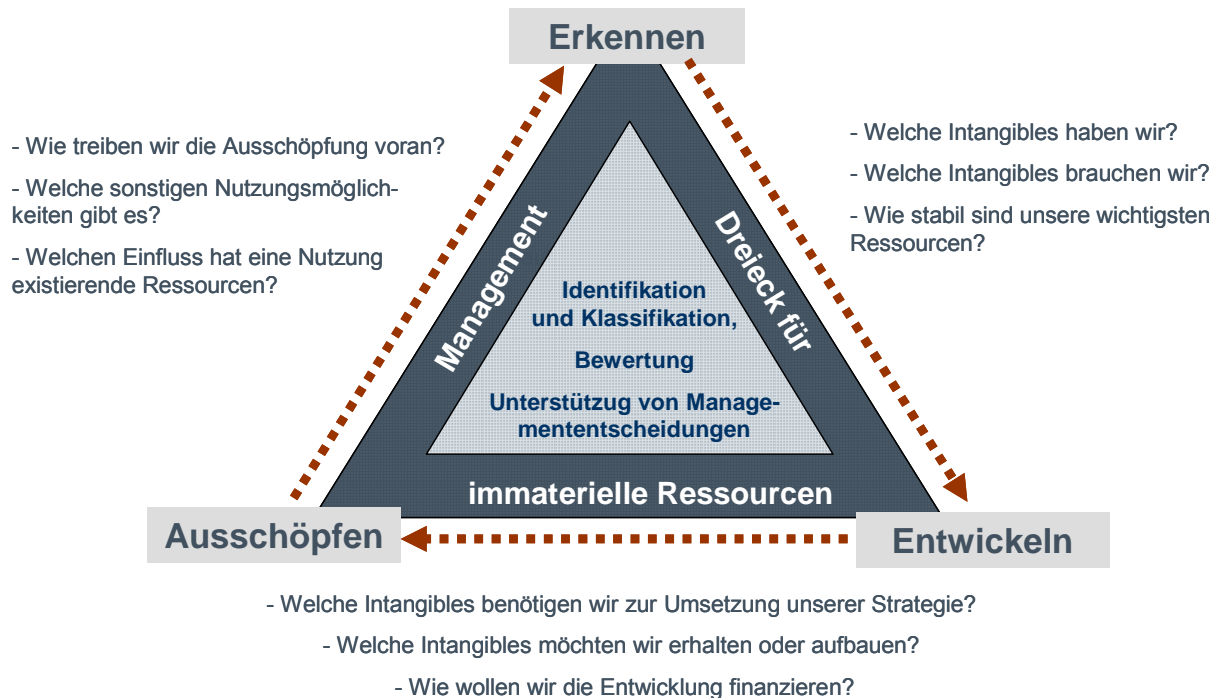 Erkennen
- Wie treiben wir die Ausschöpfung voran?
- Welche sonstigen Nutzungsmöglich-
keiten gibt es?
- Welchen Einfluss hat eine Nutzung
existierende Ressourcen?
- Welche Intangibles haben wir?
- Welche Intangibles brauchen wir?
- Wie stabil sind unsere wichtigsten
Ressourcen?
Management
Dreieck für
immaterielle Ressourcen
Identifikation
und Klassifikation,
Bewertung
Unterstützug von Manage-
mententscheidungen
Ausschöpfen
Entwickeln
- Welche Intangibles benötigen wir zur Umsetzung unserer Strategie?
- Welche Intangibles möchten wir erhalten oder aufbauen?
- Wie wollen wir die Entwicklung finanzieren?